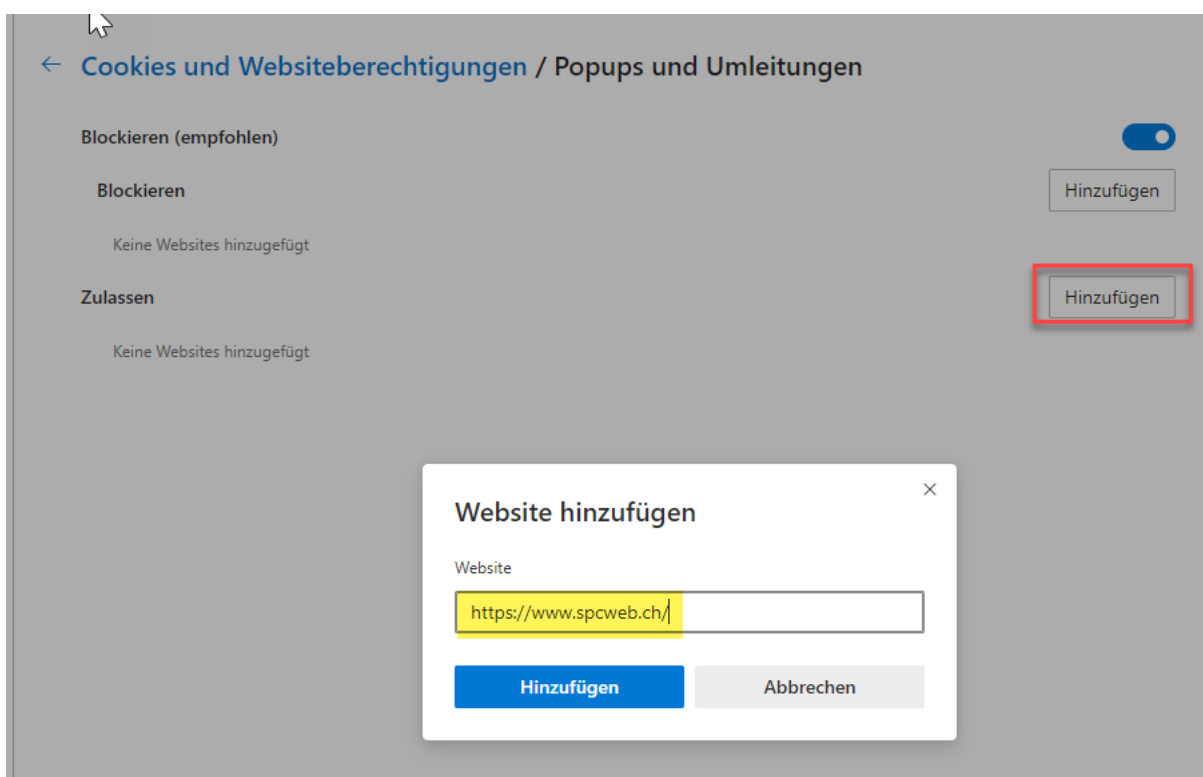 ← Cookies und Websiteberechtigungen / Popups und Umleitungen
Blockieren (empfohlen)
Blockieren Hinzufügen
Keine Websites hinzugefügt
Zulassen Hinzufügen
Keine Websites hinzugefügt
Website hinzufügen
Website
https://www.spcweb.ch/
Hinzufügen Abbrechen